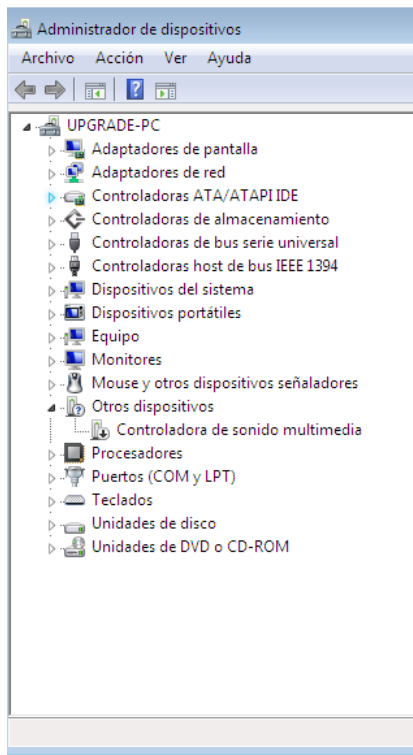 Administrador de dispositivos
Archivo Acción Ver Ayuda
UPGRADE-PC
Adaptadores de pantalla
Adaptadores de red
Controladoras ATA/ATAPI IDE
Controladoras de almacenamiento
Controladoras de bus serie universal
Controladoras host de bus IEEE 1394
Dispositivos del sistema
Dispositivos portátiles
Equipo
Monitores
Mouse y otros dispositivos señaladores
Otros dispositivos
Controladora de sonido multimedia
Procesadores
Puertos (COM y LPT)
Teclados
Unidades de disco
Unidades de DVD o CD-ROM